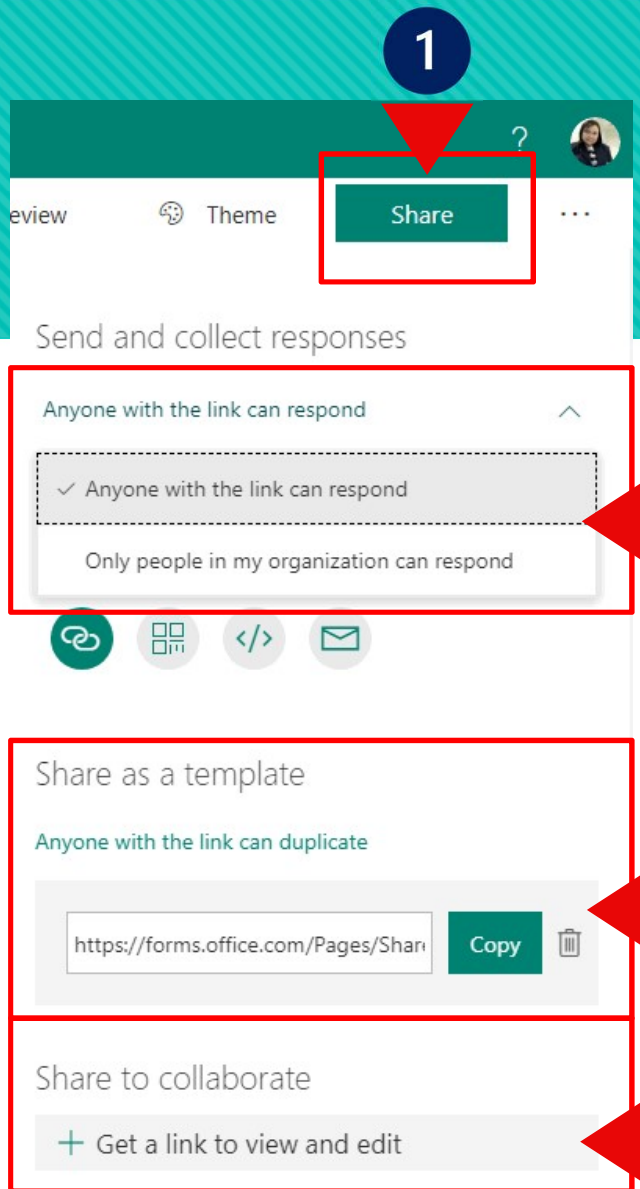 1
?
eview Theme Share ...
Send and collect responses
Anyone with the link can respond
Anyone with the link can respond
Only people in my organization can respond
Share as a template
Anyone with the link can duplicate
https://forms.office.com/Pages/Shar Copy
Share to collaborate
+ Get a link to view and edit